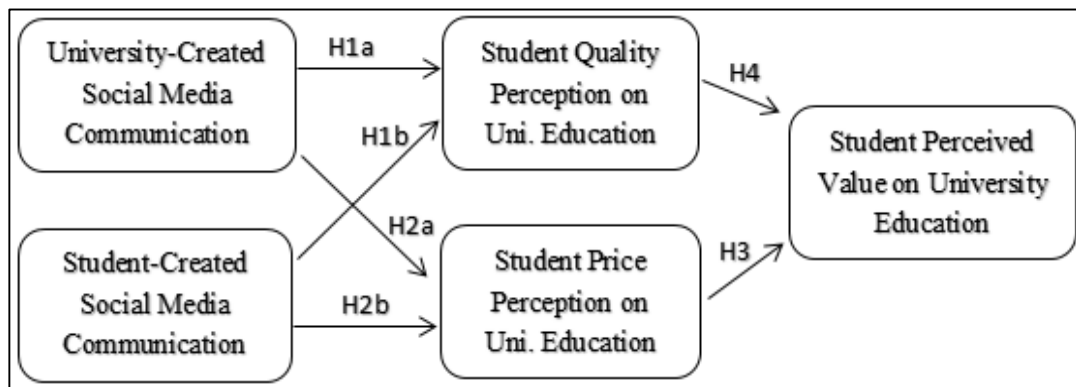 University-Created
Social Media
Communication
H1a
Student Quality
Perception on
Uni. Education
H4
H1b
Student Perceived
Value on University
Education
H2a
Student-Created
Social Media
Communication
H2b
Student Price
Perception on
Uni. Education
H3